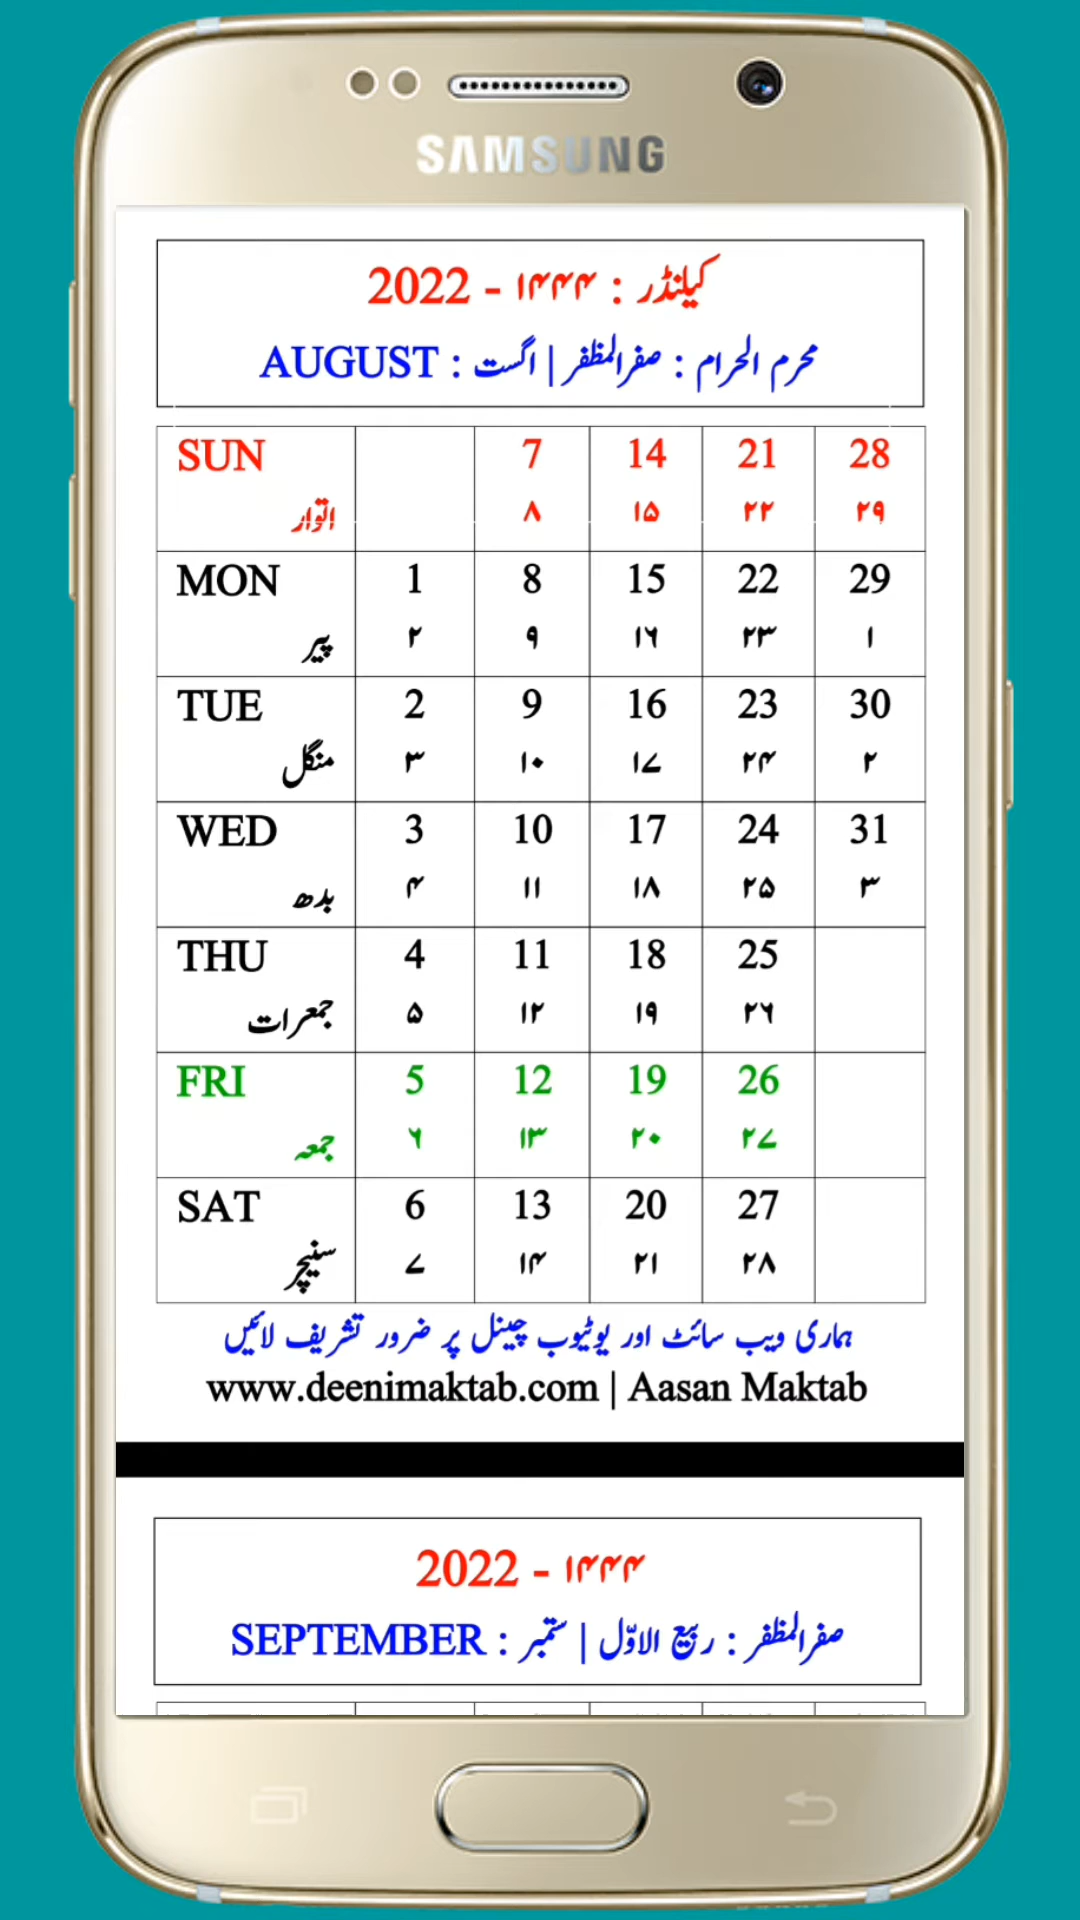 SAMSUNG
کیلنڈر : ۱۴۴۴ - 2022
محرم الحرام : صفرالمظفر | اگست : AUGUST
SUN 7 14 21 28
اتوار ۸ ۱۵ ۲۲ ۲۹
MON 1 8 15 22 29
پیر ۲ ۹ ۱۶ ۲۳ ۱
TUE 2 9 16 23 30
منگل ۳ ۱۰ ۱۷ ۲۴ ۲
WED 3 10 17 24 31
بدھ ۴ ۱۱ ۱۸ ۲۵ ۳
THU 4 11 18 25
جمعرات ۵ ۱۲ ۱۹ ۲۶
FRI 5 12 19 26
جمعہ ۶ ۱۳ ۲۰ ۲۷
SAT 6 13 20 27
سنیچر ۷ ۱۴ ۲۱ ۲۸
ہماری ویب سائٹ اور یوٹیوب چینل پر ضرور تشریف لائیں
www.deenimaktab.com | Aasan Maktab
۱۴۴۴ - 2022
صفرالمظفر : ربیع الاوّل | ستمبر : SEPTEMBER